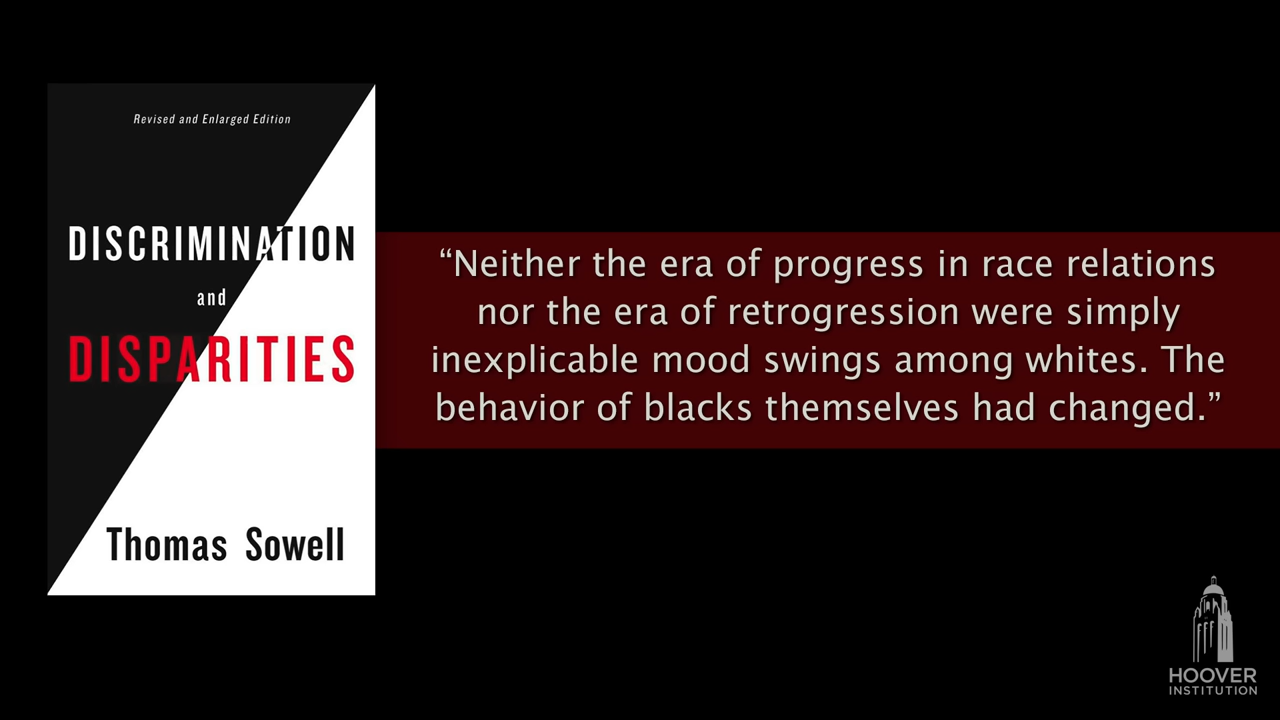 Revised and Enlarged Edition
DISCRIMINATION
and
DISPARITIES
Thomas Sowell
“Neither the era of progress in race relations
nor the era of retrogression were simply
inexplicable mood swings among whites. The
behavior of blacks themselves had changed.”
HOOVER
INSTITUTION